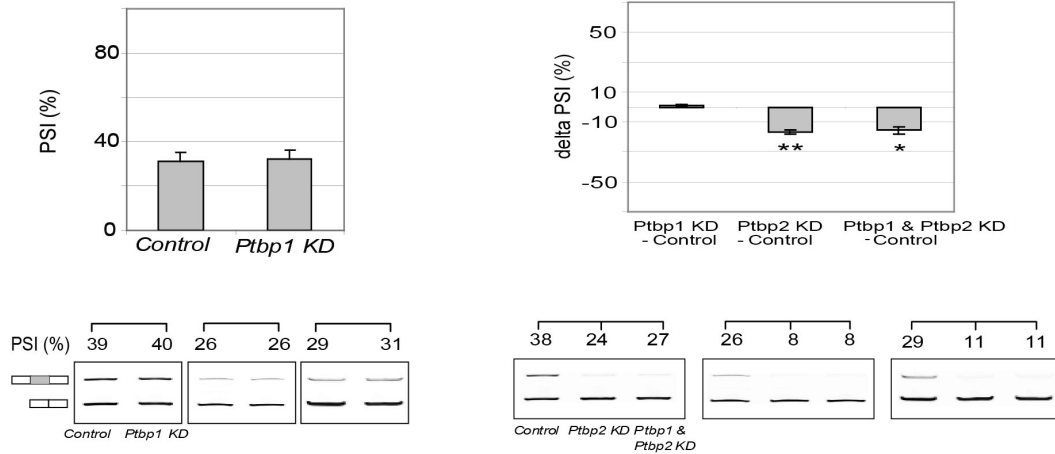 80
40
0
PSI (%)
Control Ptbp1 KD
50
10
-10
-50
delta PSI (%)
** *
Ptbp1 KD Ptbp2 KD Ptbp1 & Ptbp2 KD
- Control - Control - Control
PSI (%) 39 40 26 26 29 31
Control Ptbp1 KD
38 24 27 26 8 8 29 11 11
Control Ptbp2 KD Ptbp1 &
Ptbp2 KD